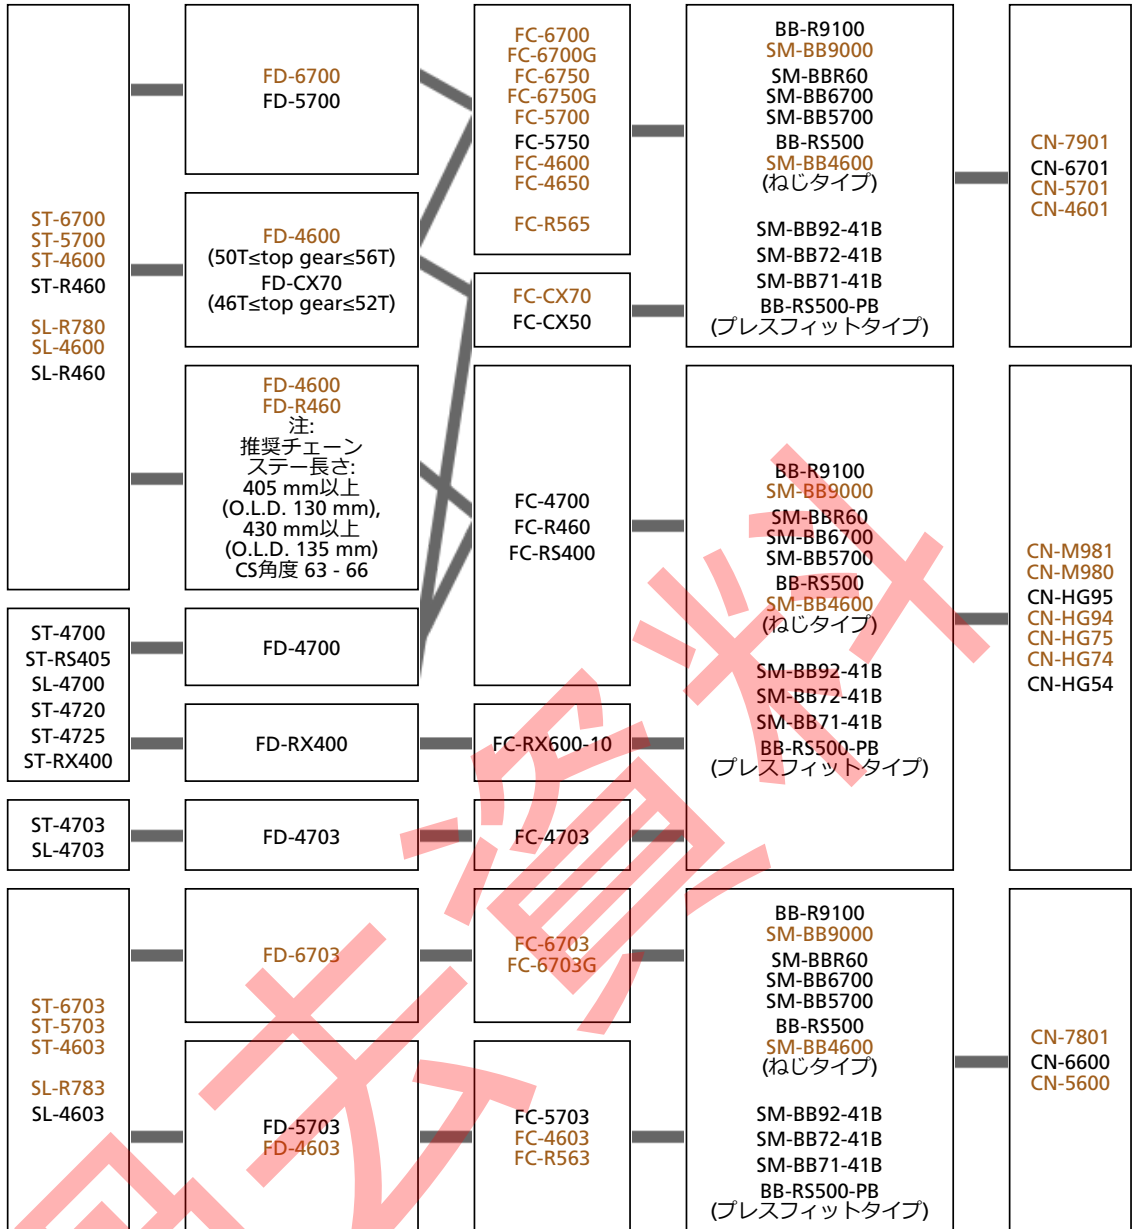 ST-6700
ST-5700
ST-4600
ST-R460
SL-R780
SL-4600
SL-R460
FD-6700
FD-5700
FD-4600
(50T≤top gear≤56T)
FD-CX70
(46T≤top gear≤52T)
FD-4600
FD-R460
注:
推奨チェーン
ステー長さ:
405 mm以上
(O.L.D. 130 mm),
430 mm以上
(O.L.D. 135 mm)
CS角度 63 - 66
FC-6700
FC-6700G
FC-6750
FC-6750G
FC-5700
FC-5750
FC-4600
FC-4650
FC-R565
FC-CX70
FC-CX50
BB-R9100
SM-BB9000
SM-BBR60
SM-BB6700
SM-BB5700
BB-RS500
SM-BB4600
(ねじタイプ)
SM-BB92-41B
SM-BB72-41B
SM-BB71-41B
BB-RS500-PB
(プレスフィットタイプ)
CN-7901
CN-6701
CN-5701
CN-4601
ST-4700
ST-RS405
SL-4700
ST-4720
ST-4725
ST-RX400
FD-4700
FD-RX400
FC-4700
FC-R460
FC-RS400
FC-RX600-10
ST-4703
SL-4703
FD-4703
FC-4703
BB-R9100
SM-BB9000
SM-BBR60
SM-BB6700
SM-BB5700
BB-RS500
SM-BB4600
(ねじタイプ)
SM-BB92-41B
SM-BB72-41B
SM-BB71-41B
BB-RS500-PB
(プレスフィットタイプ)
CN-M981
CN-M980
CN-HG95
CN-HG94
CN-HG75
CN-HG74
CN-HG54
ST-6703
ST-5703
ST-4603
SL-R783
SL-4603
FD-6703
FD-5703
FD-4603
FC-6703
FC-6703G
FC-5703
FC-4603
FC-R563
BB-R9100
SM-BB9000
SM-BBR60
SM-BB6700
SM-BB5700
BB-RS500
SM-BB4600
(ねじタイプ)
SM-BB92-41B
SM-BB72-41B
SM-BB71-41B
BB-RS500-PB
(プレスフィットタイプ)
CN-7801
CN-6600
CN-5600
去資料